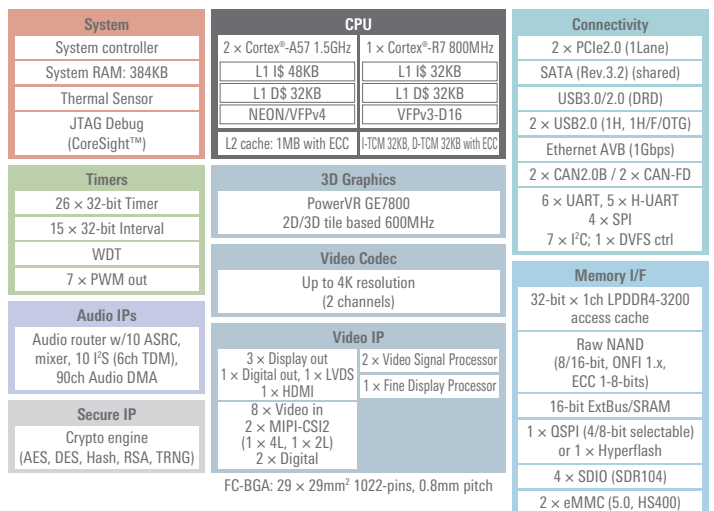 System
System controller
System RAM: 384KB
Thermal Sensor
JTAG Debug
(CoreSight™)
Timers
26 × 32-bit Timer
15 × 32-bit Interval
WDT
7 × PWM out
Audio IPs
Audio router w/10 ASRC,
mixer, 10 I²S (6ch TDM),
90ch Audio DMA
Secure IP
Crypto engine
(AES, DES, Hash, RSA, TRNG)
CPU
2 × Cortex®-A57 1.5GHz
L1 I$ 48KB
L1 D$ 32KB
NEON/VFPv4
L2 cache: 1MB with ECC
1 × Cortex®-R7 800MHz
L1 I$ 32KB
L1 D$ 32KB
VFPv3-D16
I-TCM 32KB, D-TCM 32KB with ECC
3D Graphics
PowerVR GE7800
2D/3D tile based 600MHz
Video Codec
Up to 4K resolution
(2 channels)
Video IP
3 × Display out
1 × Digital out, 1 × LVDS
1 × HDMI
8 × Video in
2 × MIPI-CSI2
(1 × 4L, 1 × 2L)
2 × Digital
2 × Video Signal Processor
1 × Fine Display Processor
FC-BGA: 29 × 29mm² 1022-pins, 0.8mm pitch
Connectivity
2 × PCIe2.0 (1Lane)
SATA (Rev.3.2) (shared)
USB3.0/2.0 (DRD)
2 × USB2.0 (1H, 1H/F/OTG)
Ethernet AVB (1Gbps)
2 × CAN2.0B / 2 × CAN-FD
6 × UART, 5 × H-UART
4 × SPI
7 × I²C; 1 × DVFS ctrl
Memory I/F
32-bit × 1ch LPDDR4-3200
access cache
Raw NAND
(8/16-bit, ONFI 1.x,
ECC 1-8-bits)
16-bit ExtBus/SRAM
1 × QSPI (4/8-bit selectable)
or 1 × Hyperflash
4 × SDIO (SDR104)
2 × eMMC (5.0, HS400)